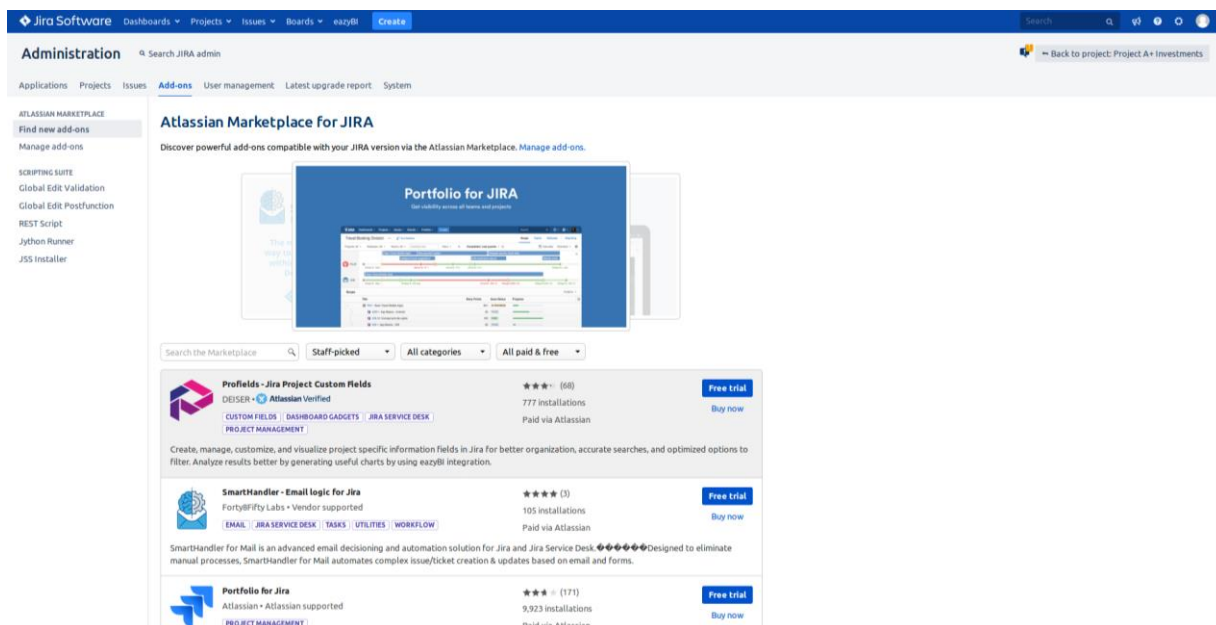 Jira Software Dashboards Projects Issues Boards eazyBI Create Search
Administration Search JIRA admin Back to project: Project A+ Investments
Applications Projects Issues Add-ons User management Latest upgrade report System
ATLASSIAN MARKETPLACE
Find new add-ons
Manage add-ons
SCRIPTING SUITE
Global Edit Validation
Global Edit Postfunction
REST Script
Jython Runner
JSS Installer
Atlassian Marketplace for JIRA
Discover powerful add-ons compatible with your JIRA version via the Atlassian Marketplace. Manage add-ons.
Portfolio for JIRA
Get visibility across all teams and projects
Search the Marketplace Staff-picked All categories All paid & free
Profields - Jira Project Custom Fields (68) Free trial
DEISER • Atlassian Verified 777 installations Buy now
CUSTOM FIELDS DASHBOARD GADGETS JIRA SERVICE DESK Paid via Atlassian
PROJECT MANAGEMENT
Create, manage, customize, and visualize project specific information fields in Jira for better organization, accurate searches, and optimized options to
filter. Analyze results better by generating useful charts by using eazyBI integration.
SmartHandler - Email logic for Jira (3) Free trial
Forty8Fifty Labs • Vendor supported 105 installations Buy now
EMAIL JIRA SERVICE DESK TASKS UTILITIES WORKFLOW Paid via Atlassian
SmartHandler for Mail is an advanced email decisioning and automation solution for Jira and Jira Service Desk.������Designed to eliminate
manual processes, SmartHandler for Mail automates complex issue/ticket creation & updates based on email and forms.
Portfolio for Jira (171) Free trial
Atlassian • Atlassian supported 9,923 installations Buy now
PROJECT MANAGEMENT Paid via Atlassian